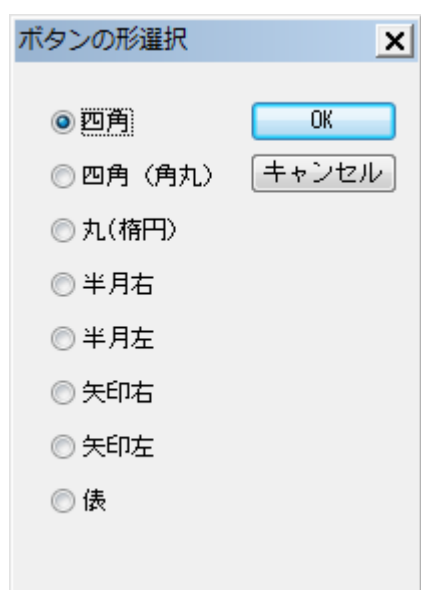 ボタンの形選択
四角
OK
四角（角丸）
キャンセル
丸(楕円)
半月右
半月左
矢印右
矢印左
俵